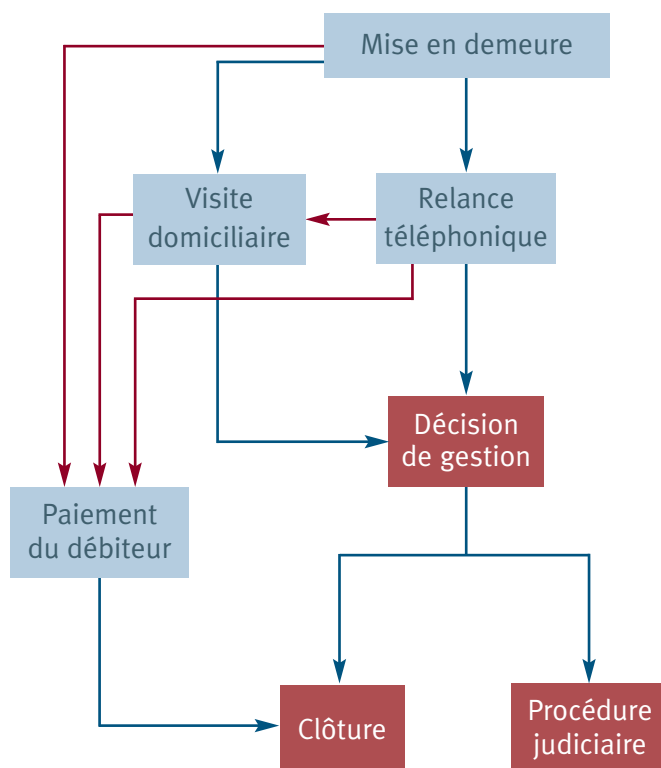 Mise en demeure
Visite
domiciliaire
Relance
téléphonique
Décision
de gestion
Paiement
du débiteur
Clôture
Procédure
judiciaire